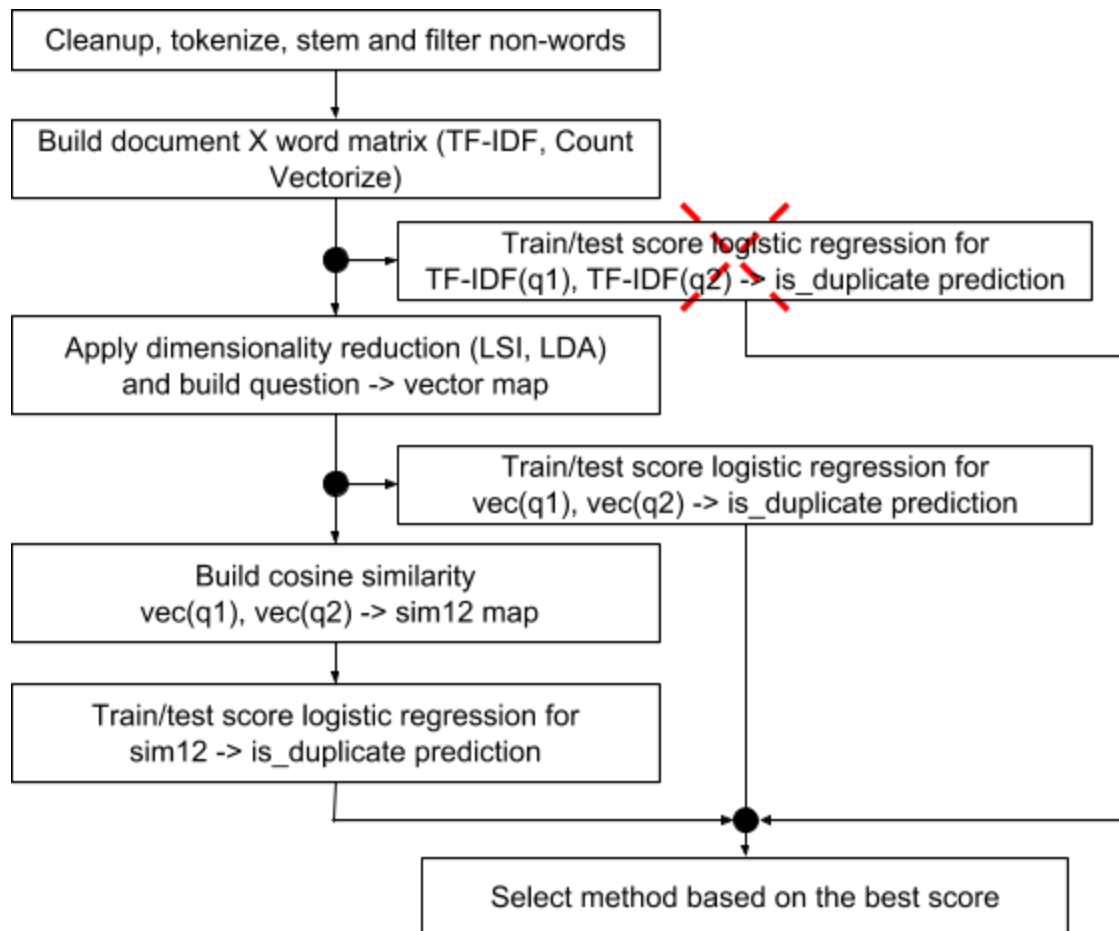 Cleanup, tokenize, stem and filter non-words
Build document X word matrix (TF-IDF, Count
Vectorize)
Train/test score logistic regression for
TF-IDF(q1), TF-IDF(q2) -> is_duplicate prediction
Apply dimensionality reduction (LSI, LDA)
and build question -> vector map
Train/test score logistic regression for
vec(q1), vec(q2) -> is_duplicate prediction
Build cosine similarity
vec(q1), vec(q2) -> sim12 map
Train/test score logistic regression for
sim12 -> is_duplicate prediction
Select method based on the best score